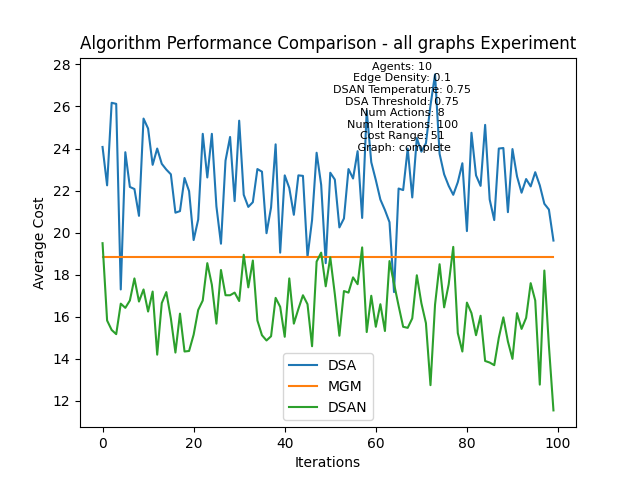 Algorithm Performance Comparison - all graphs Experiment
Agents: 10
Edge Density: 0.1
DSAN Temperature: 0.75
DSA Threshold: 0.75
Num Actions: 8
Num Iterations: 100
Cost Range: 51
Graph: complete
28
26
24
22
20
18
16
14
12
Average Cost
DSA
MGM
DSAN
0
20
40
60
80
100
Iterations